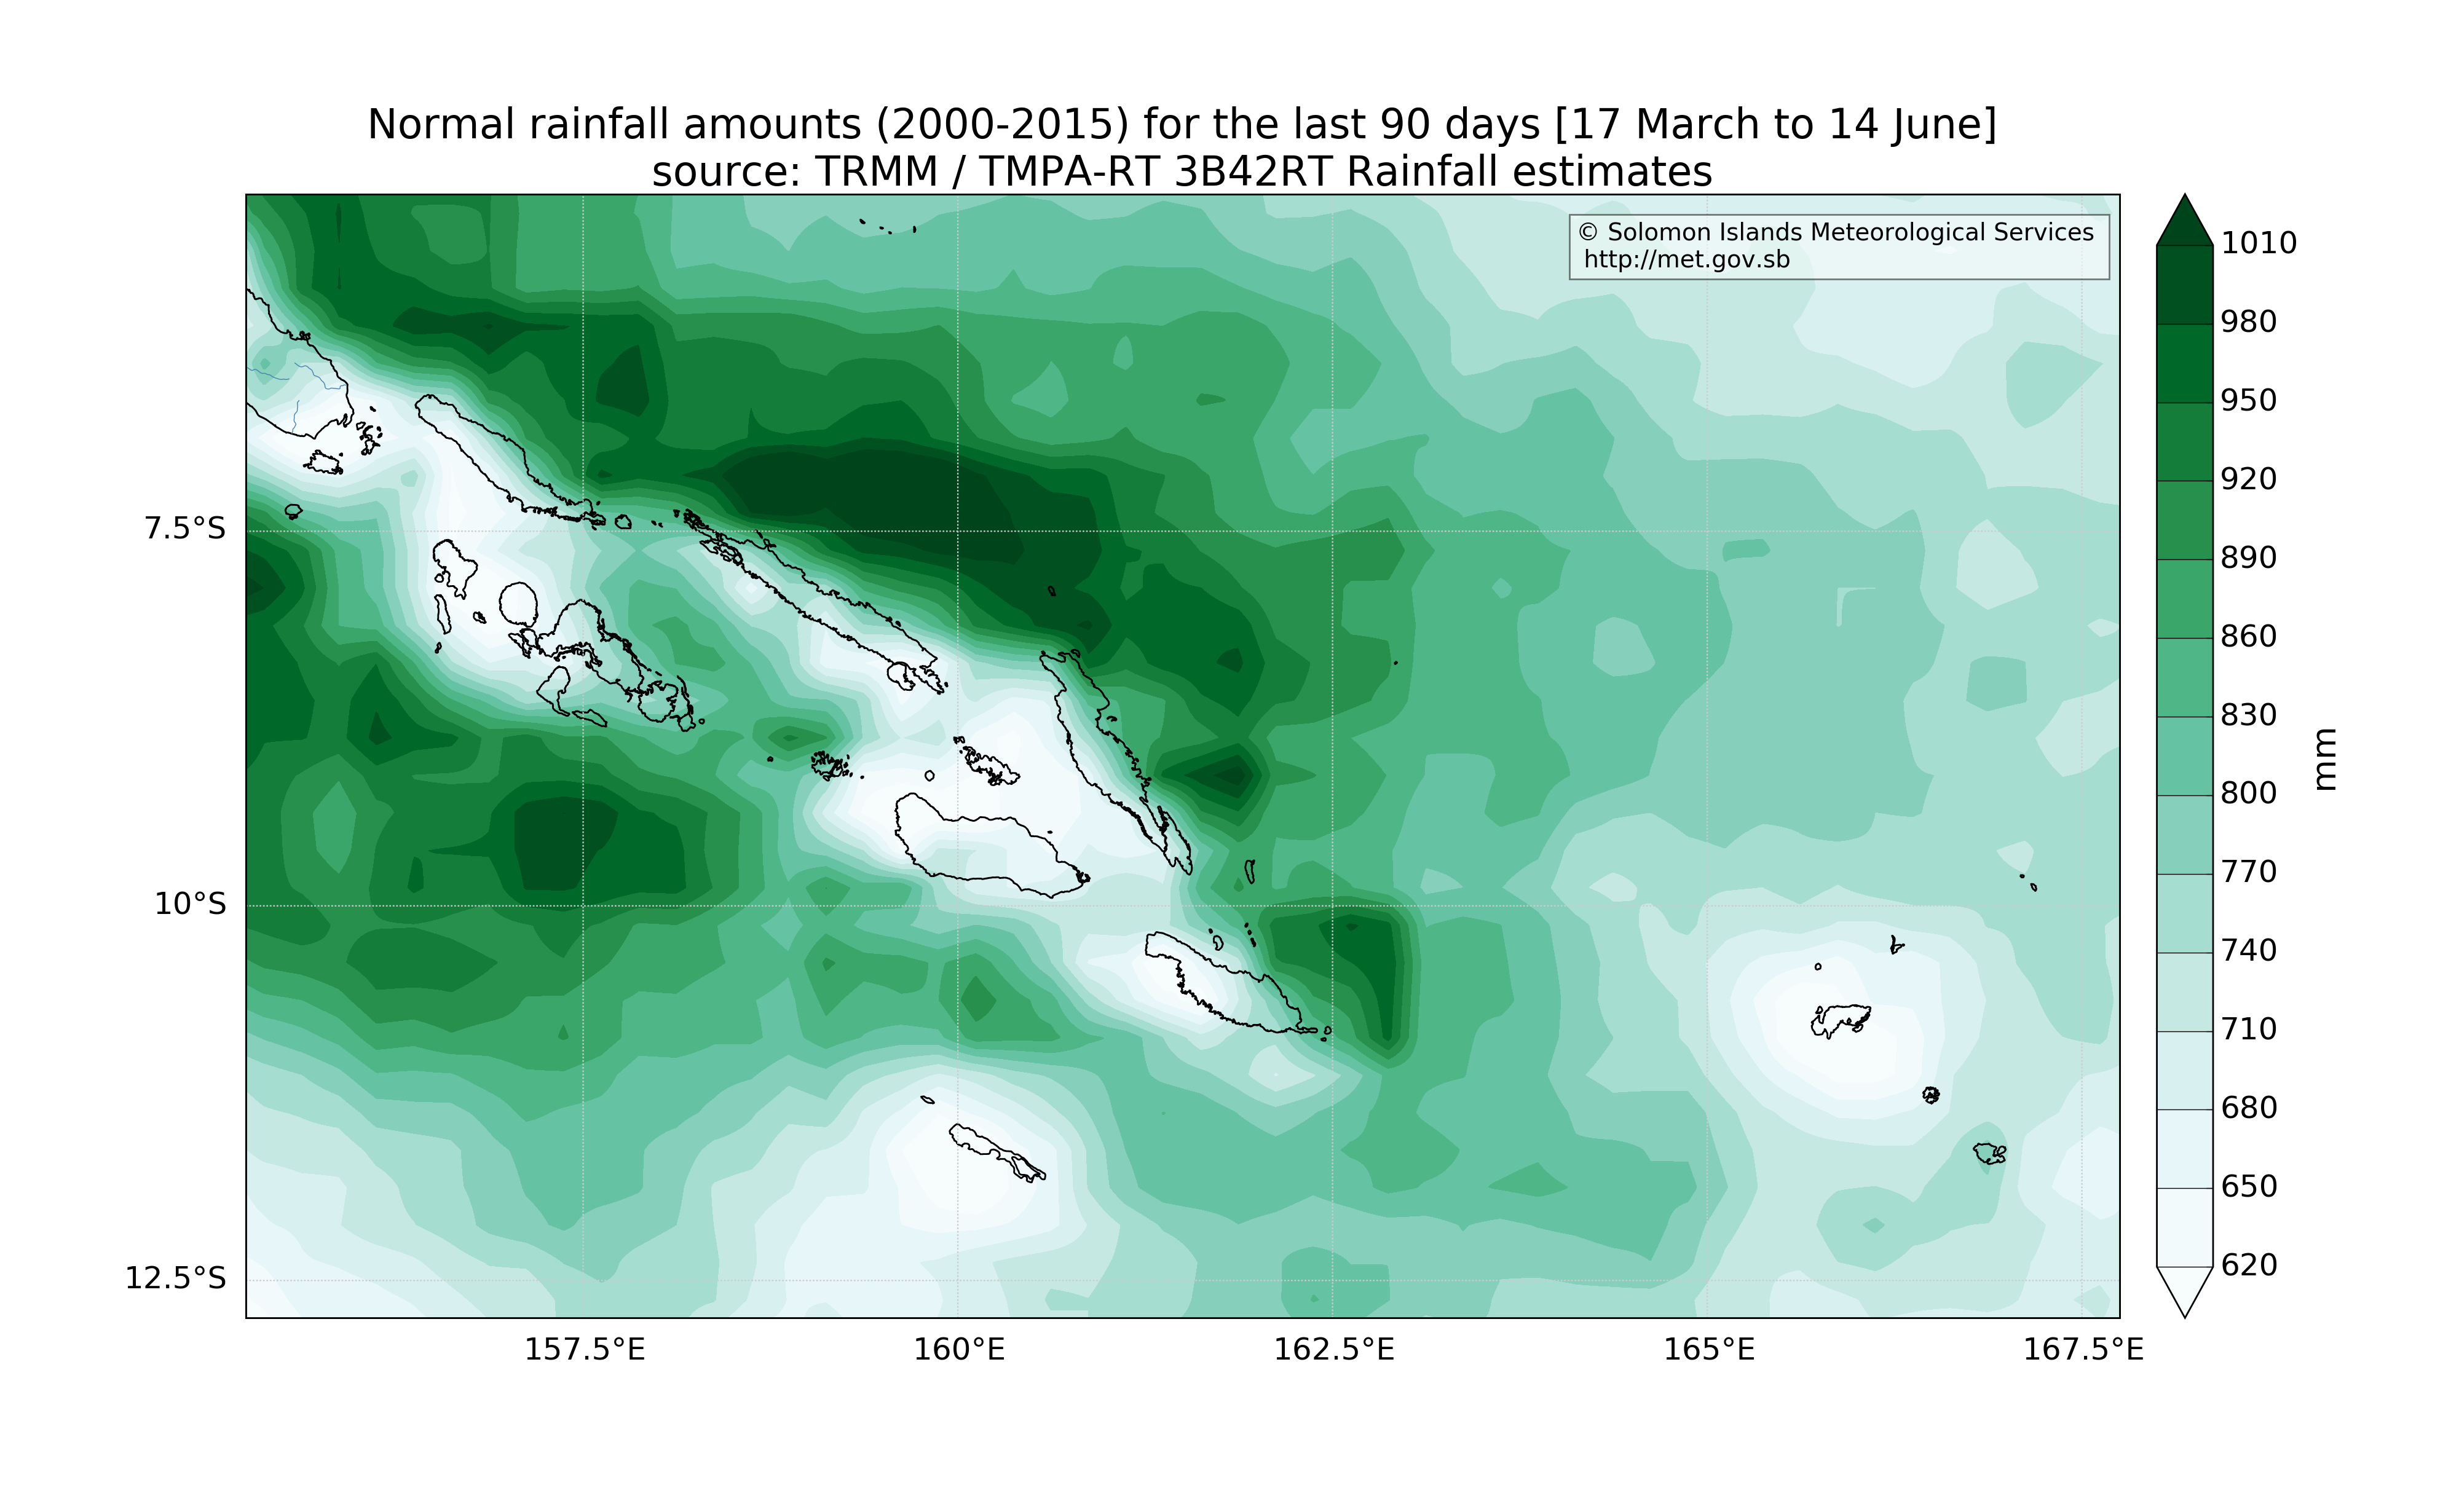 Normal rainfall amounts (2000-2015) for the last 90 days [17 March to 14 June]
source: TRMM / TMPA-RT 3B42RT Rainfall estimates
© Solomon Islands Meteorological Services
http://met.gov.sb
7.5°S
10°S
12.5°S
157.5°E
160°E
162.5°E
165°E
167.5°E
1010
980
950
920
890
860
830
800
770
740
710
680
650
620
mm